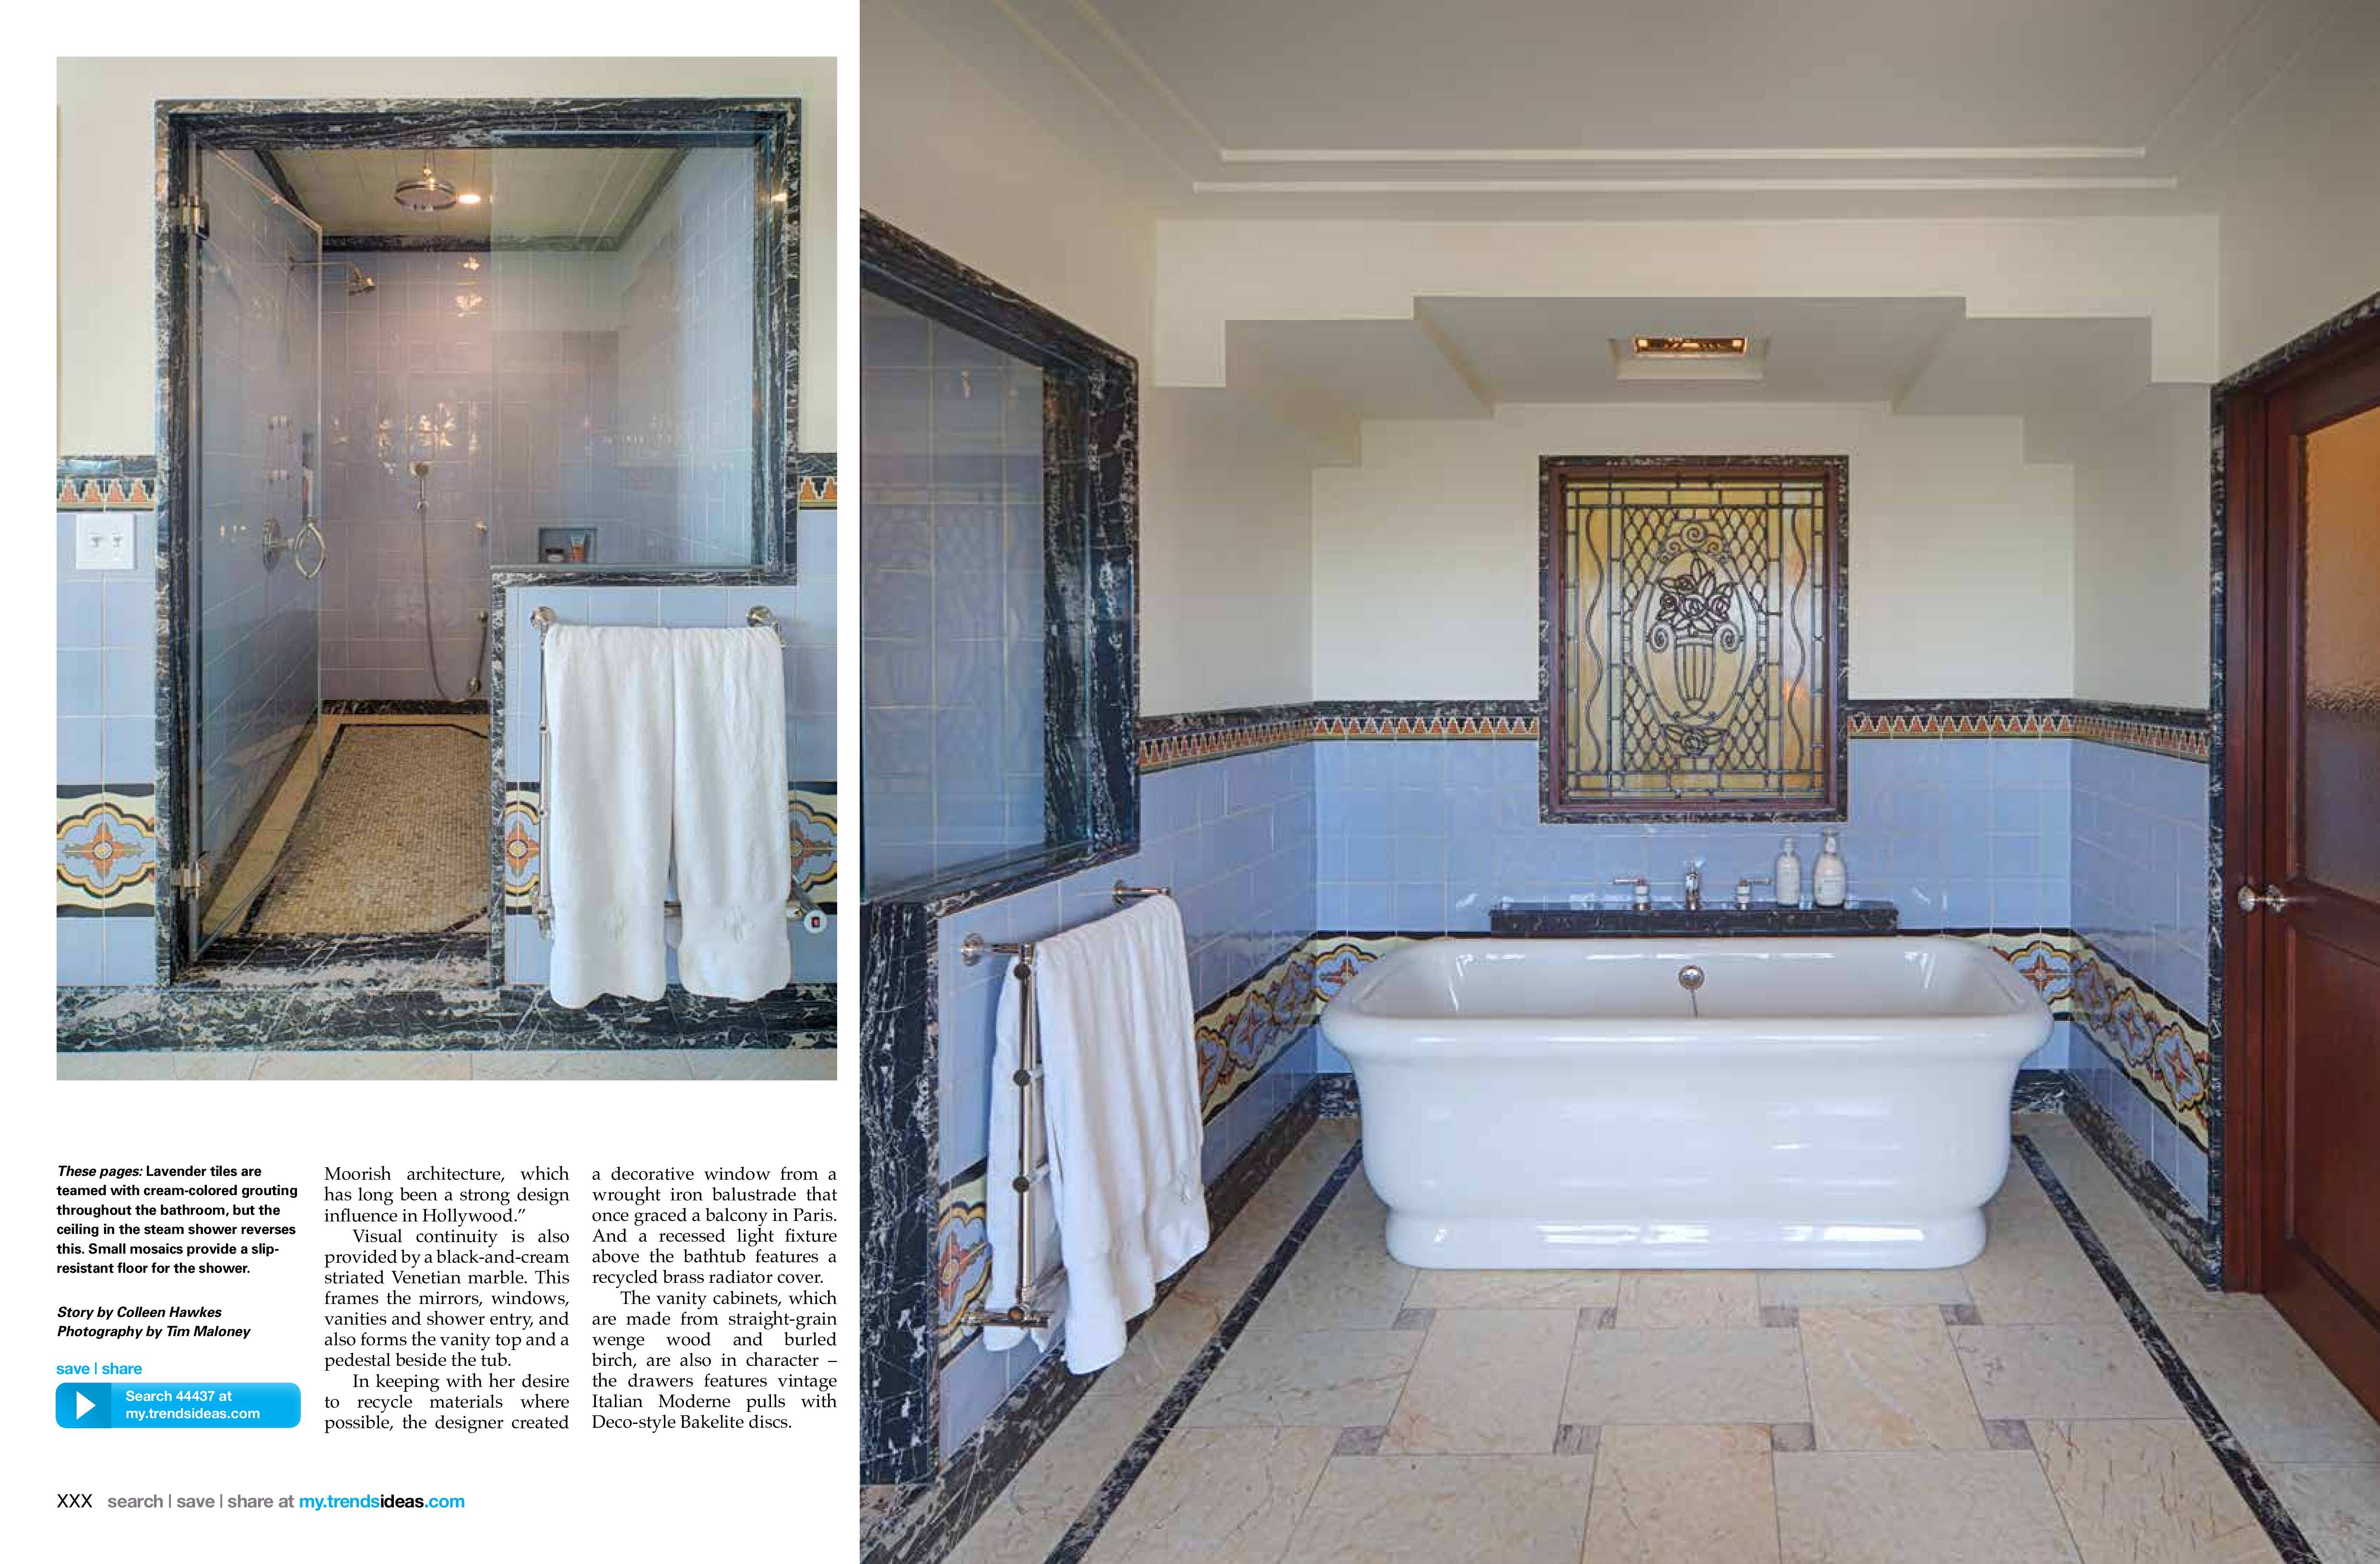 These pages: Lavender tiles are
teamed with cream-colored grouting
throughout the bathroom, but the
ceiling in the steam shower reverses
this. Small mosaics provide a slip-
resistant floor for the shower.
Story by Colleen Hawkes
Photography by Tim Maloney
save | share
Search 44437 at
my.trendsideas.com
Moorish architecture, which
has long been a strong design
influence in Hollywood.”
Visual continuity is also
provided by a black-and-cream
striated Venetian marble. This
frames the mirrors, windows,
vanities and shower entry, and
also forms the vanity top and a
pedestal beside the tub.
In keeping with her desire
to recycle materials where
possible, the designer created
a decorative window from a
wrought iron balustrade that
once graced a balcony in Paris.
And a recessed light fixture
above the bathtub features a
recycled brass radiator cover.
The vanity cabinets, which
are made from straight-grain
wenge wood and burled
birch, are also in character –
the drawers features vintage
Italian Moderne pulls with
Deco-style Bakelite discs.
XXX search | save | share at my.trendsideas.com